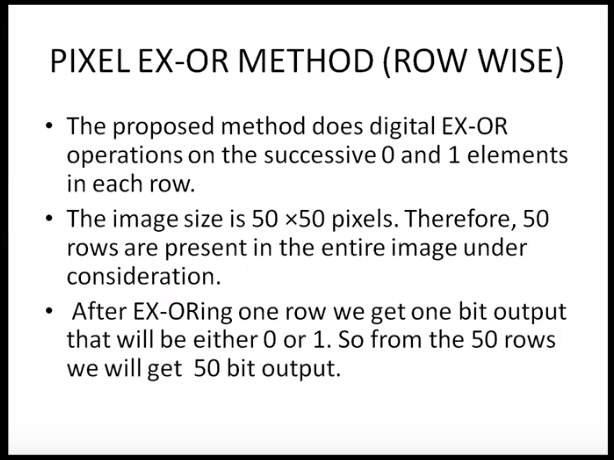 PIXEL EX-OR METHOD (ROW WISE)
• The proposed method does digital EX-OR
operations on the successive 0 and 1 elements
in each row.
• The image size is 50 ×50 pixels. Therefore, 50
rows are present in the entire image under
consideration.
• After EX-ORing one row we get one bit output
that will be either 0 or 1. So from the 50 rows
we will get  50 bit output.